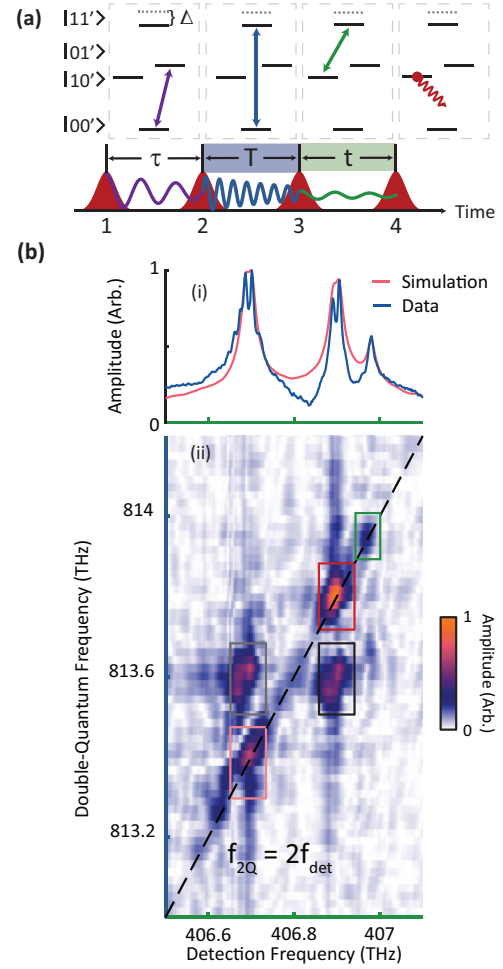 (a)
|11'> } Δ
|01'>
|10'>
|00'>
τ T t
1 2 3 4 Time
(b)
1 (i) Simulation
Data
Amplitude (Arb.)
0
(ii)
814
813.6
813.2
Double-Quantum Frequency (THz)
1
Amplitude (Arb.)
0
f2Q = 2fdet
406.6 406.8 407
Detection Frequency (THz)